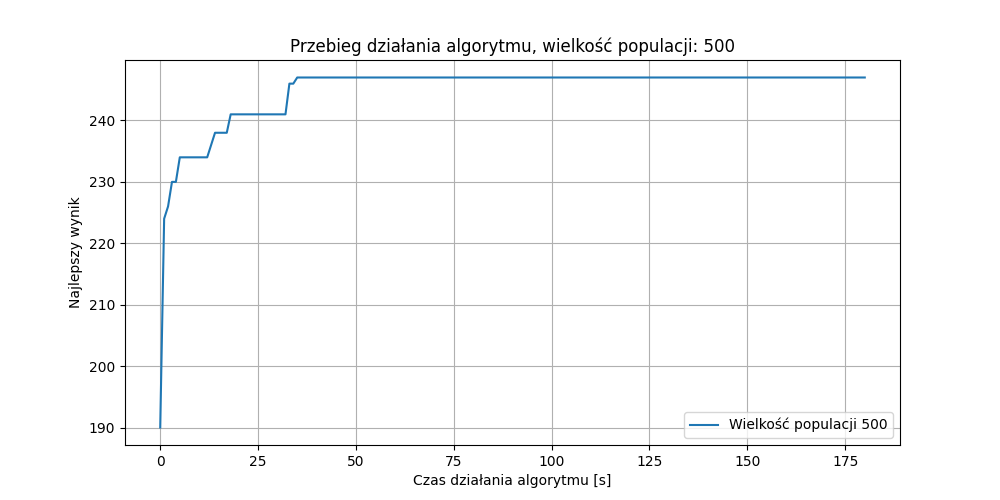 Przebieg działania algorytmu, wielkość populacji: 500
Najlepszy wynik
240
230
220
210
200
190
0 25 50 75 100 125 150 175
Czas działania algorytmu [s]
Wielkość populacji 500